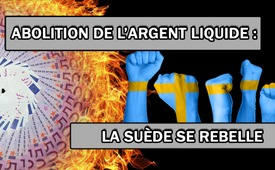 ABOLITION DE L'ARGENT LIQUIDE :
LA SUÈDE SE REBELLE